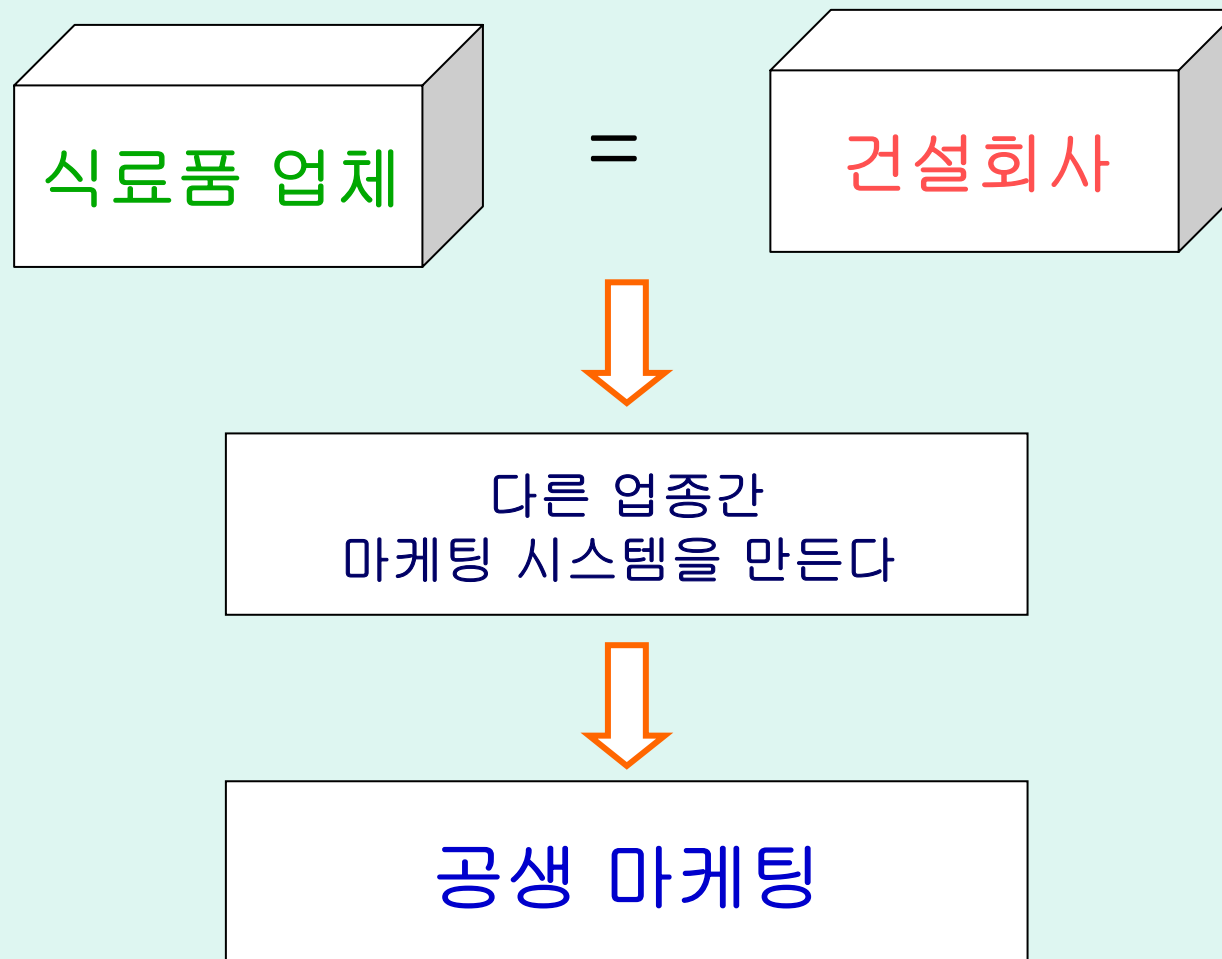 식료품 업체
=
건설회사
다른 업종간
마케팅 시스템을 만든다
공생 마케팅